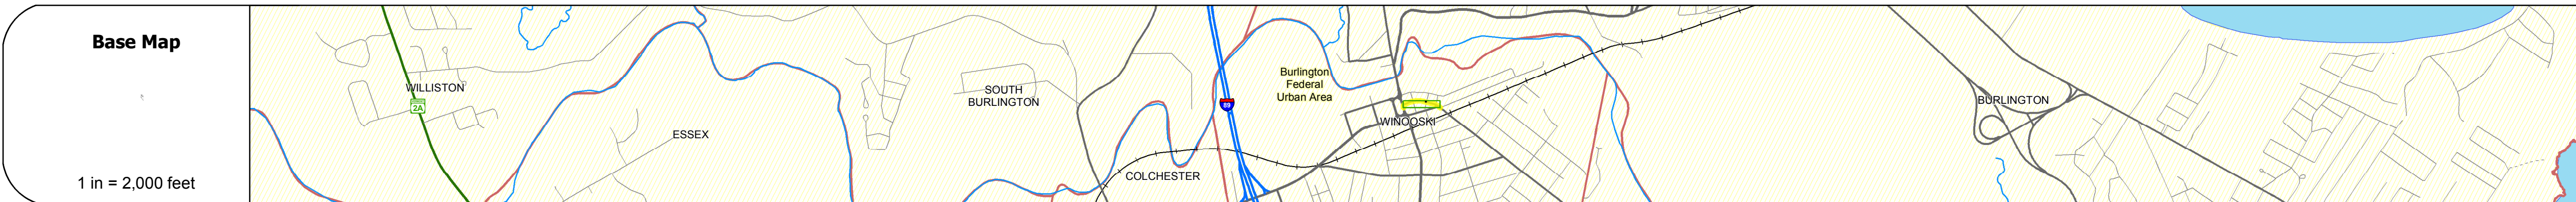 Base Map
1 in = 2,000 feet
WILLISTON
2A
ESSEX
SOUTH
BURLINGTON
COLCHESTER
89
Burlington
Federal
Urban Area
WINOOSKI
BURLINGTON